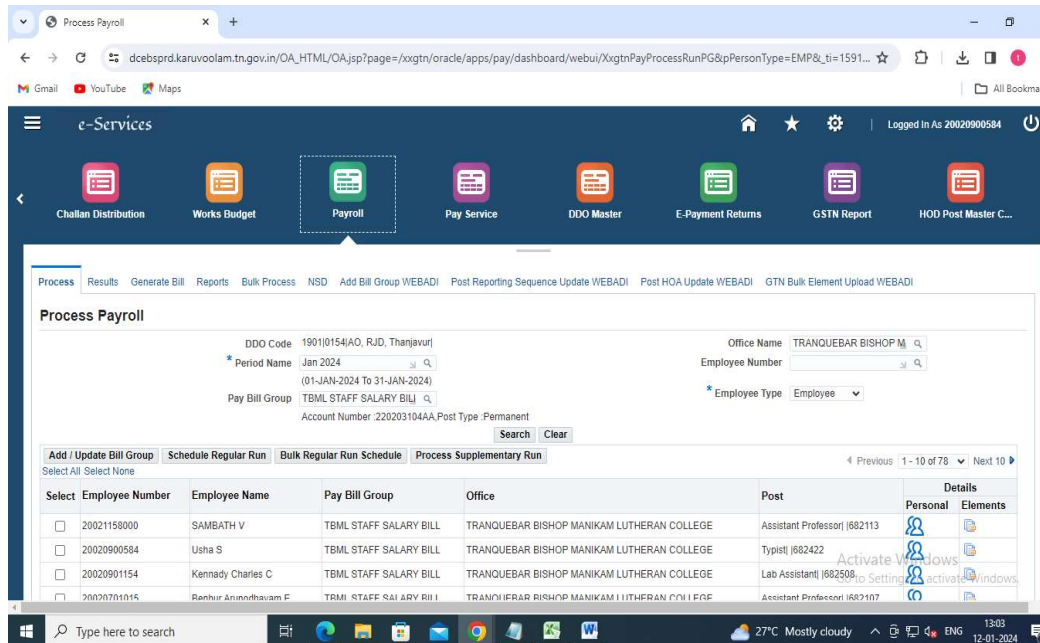 Process Payroll
dcebsprd.karuvoolam.tn.gov.in/OA_HTML/OA.jsp?page=/xxgtn/oracle/apps/pay/dashboard/webui/XxgtnPayProcessRunPG&pPersonType=EMP&_ti=1591...
Gmail YouTube Maps All Bookma
e-Services Logged In As 20020900584
Challan Distribution Works Budget Payroll Pay Service DDO Master E-Payment Returns GSTN Report HOD Post Master C...
Process Results Generate Bill Reports Bulk Process NSD Add Bill Group WEBADI Post Reporting Sequence Update WEBADI Post HOA Update WEBADI GTN Bulk Element Upload WEBADI
Process Payroll
DDO Code 1901|0154|AO, RJD, Thanjavur| Office Name TRANQUEBAR BISHOP M
* Period Name Jan 2024 Employee Number
(01-JAN-2024 To 31-JAN-2024) * Employee Type Employee
Pay Bill Group TBML STAFF SALARY BILI
Account Number :220203104AA,Post Type :Permanent
Search Clear
Add / Update Bill Group Schedule Regular Run Bulk Regular Run Schedule Process Supplementary Run Previous 1 - 10 of 78 Next 10
Select All Select None
Select Employee Number Employee Name Pay Bill Group Office Post Details
Personal Elements
20021158000 SAMBATH V TBML STAFF SALARY BILL TRANQUEBAR BISHOP MANIKAM LUTHERAN COLLEGE Assistant Professor| |682113
20020900584 Usha S TBML STAFF SALARY BILL TRANQUEBAR BISHOP MANIKAM LUTHERAN COLLEGE Typist| |682422
Activate Windows
20020901154 Kennady Charles C TBML STAFF SALARY BILL TRANQUEBAR BISHOP MANIKAM LUTHERAN COLLEGE Lab Assistant| |682508
to Setting activate Windows.
20020701015 TBML STAFF SALARY BILL TRANQUEBAR BISHOP MANIKAM LUTHERAN COLLEGE Assistant Professor| |682107
Type here to search 27°C Mostly cloudy ENG 13:03
12-01-2024